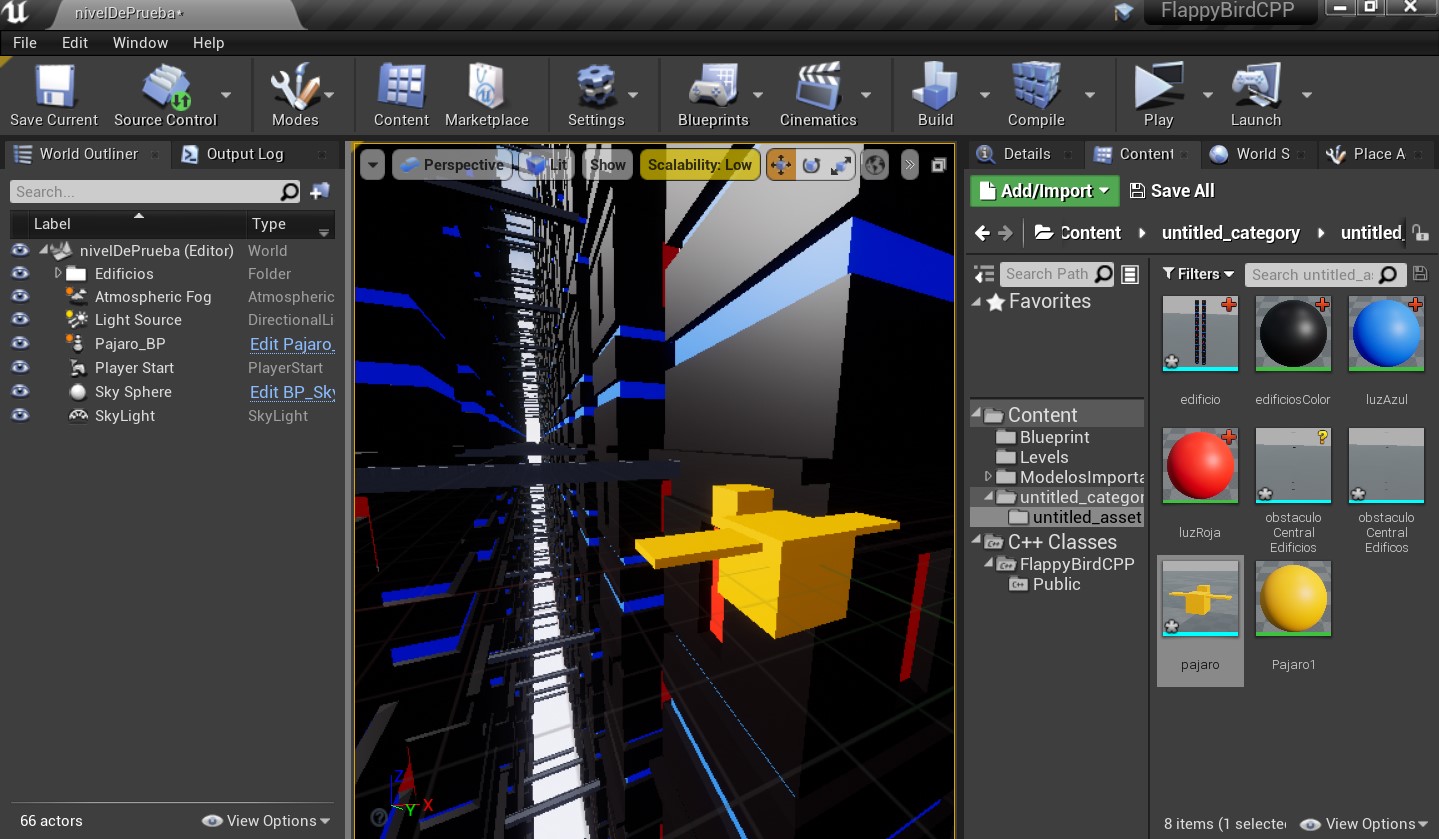 nivelDePrueba*
FlappyBirdCPP
File Edit Window Help
Save Current Source Control Modes Content Marketplace Settings Blueprints Cinematics Build Compile Play Launch
World Outliner Output Log
Search...
Label Type
nivelDePrueba (Editor) World
Edificios Folder
Atmospheric Fog Atmospheric
Light Source DirectionalLi
Pajaro_BP Edit Pajaro_
Player Start PlayerStart
Sky Sphere Edit BP_Sky
SkyLight SkyLight
66 actors View Options
Perspective Lit Show Scalability: Low
Z
Y X
Details Content World S Place A
Add/Import Save All
Content untitled_category untitled_
Search Path
Favorites
Content
Blueprint
Levels
ModelosImporta
untitled_categor
untitled_asset
C++ Classes
FlappyBirdCPP
Public
Filters Search untitled_a
edificio edificiosColor luzAzul
luzRoja
obstaculo
Central
Edificios
obstaculo
Central
Edificos
pajaro Pajaro1
8 items (1 selecte View Options